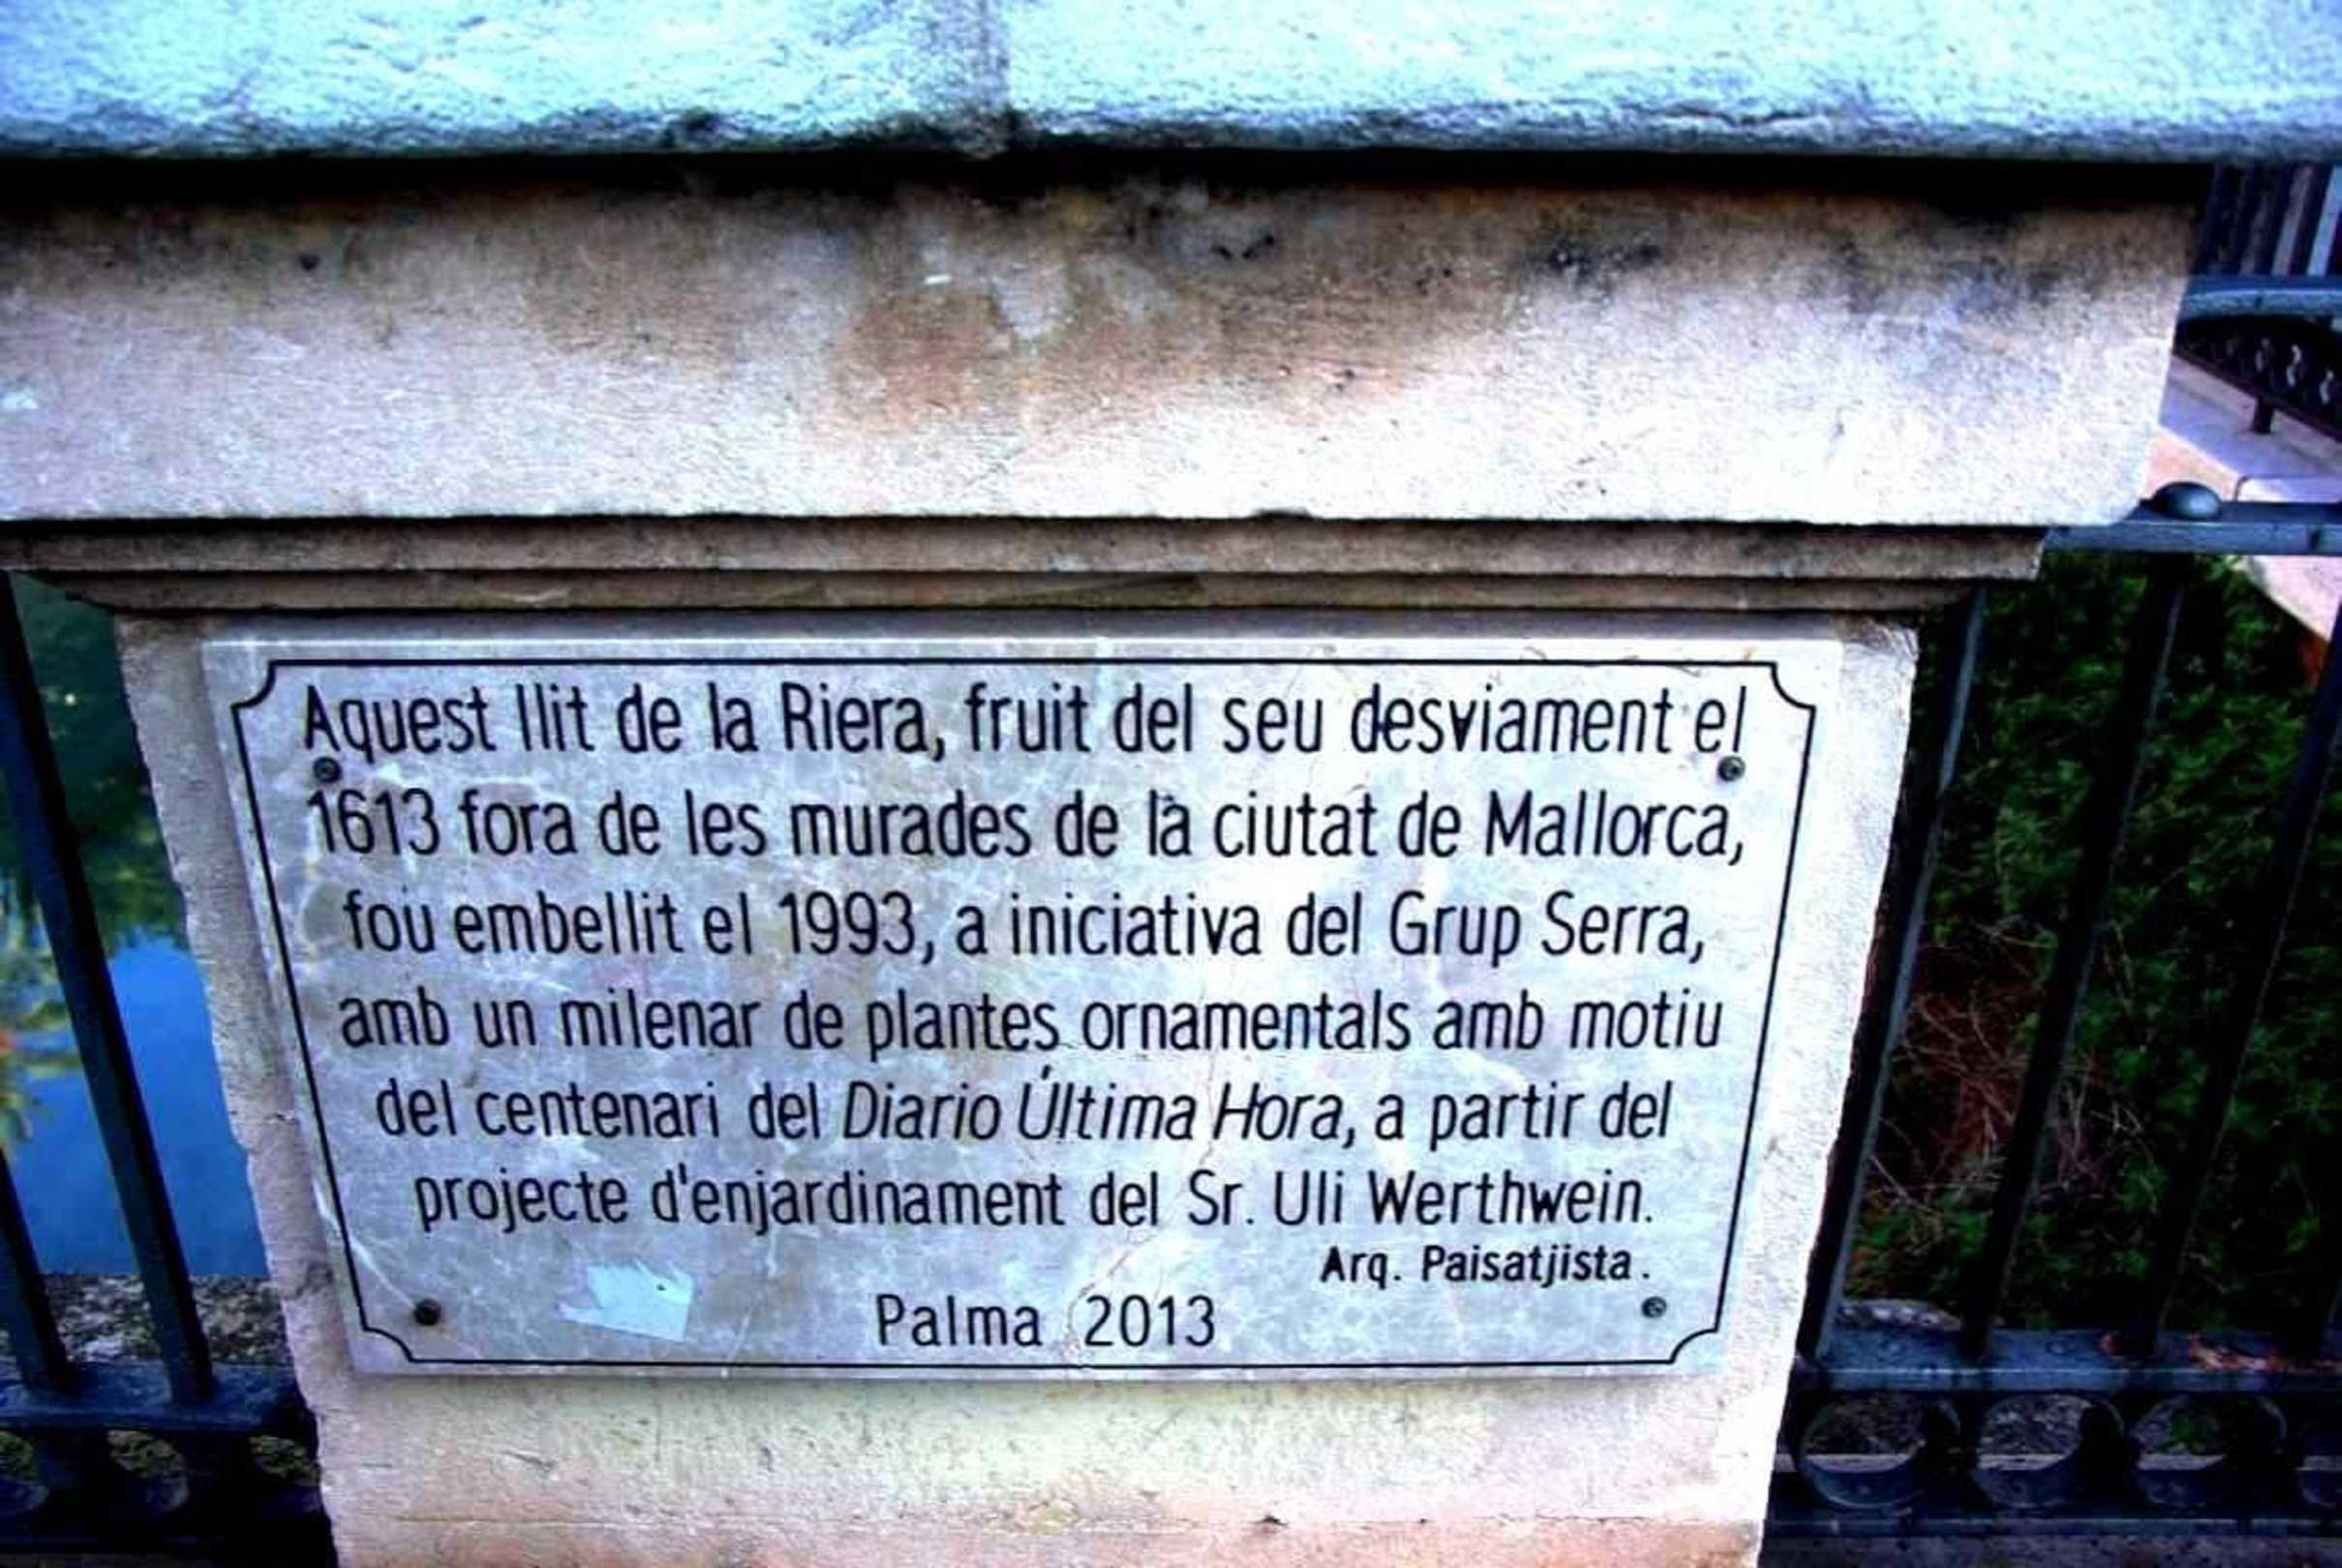 Aquest llit de la Riera, fruit del seu desviament el
1613 fora de les murades de la ciutat de Mallorca,
fou embellit el 1993, a iniciativa del Grup Serra,
amb un milenar de plantes ornamentals amb motiu
del centenari del Diario Última Hora, a partir del
projecte d'enjardinament del Sr. Uli Werthwein.
Arq. Paisatjista.
Palma 2013